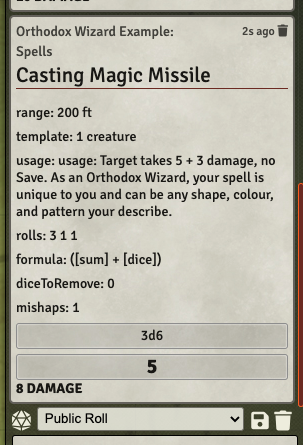 Orthodox Wizard Example:
2s ago
Spells
Casting Magic Missile
range: 200 ft
template: 1 creature
usage: usage: Target takes 5 + 3 damage, no
Save. As an Orthodox Wizard, your spell is
unique to you and can be any shape, colour,
and pattern your describe.
rolls: 3 1 1
formula: ([sum] + [dice])
diceToRemove: 0
mishaps: 1
3d6
5
8 DAMAGE
Public Roll